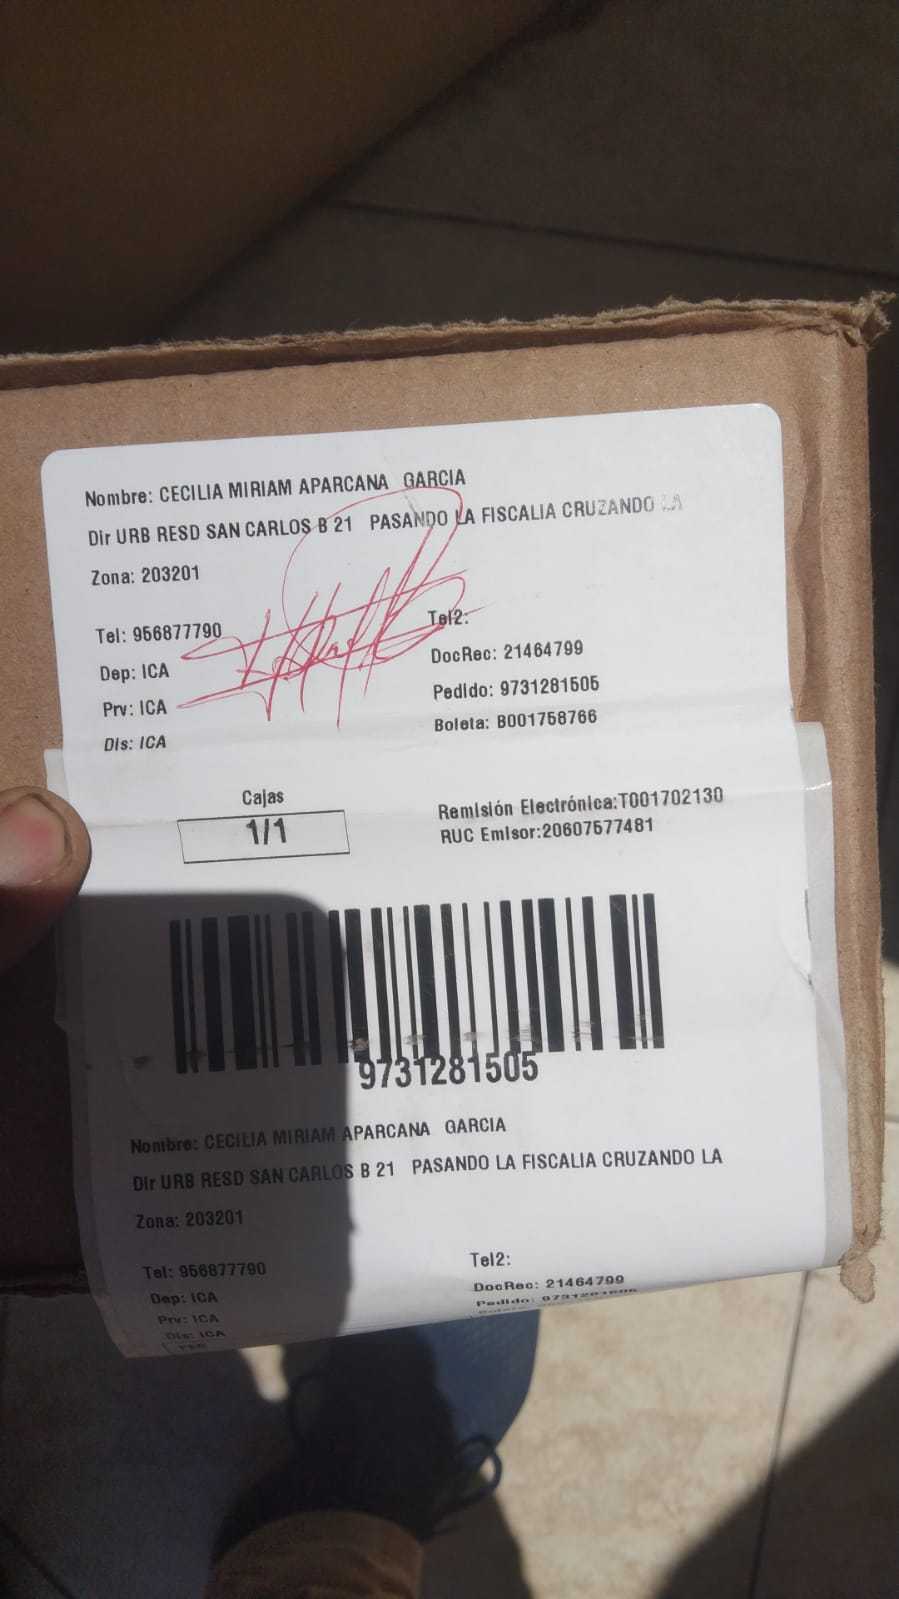 Nombre: CECILIA MIRIAM APARCANA GARCIA
Dir URB RESD SAN CARLOS B 21 PASANDO LA FISCALIA CRUZANDO LA
Zona: 203201
Tel: 956877790 Tel2:
Dep: ICA DocRec: 21464799
Prv: ICA Pedido: 9731281505
Dis: ICA Boleta: B001758766
Cajas
1/1
Remisión Electrónica:T001702130
RUC Emisor:20607577481
9731281505
Nombre: CECILIA MIRIAM APARCANA GARCIA
Dir URB RESD SAN CARLOS B 21 PASANDO LA FISCALIA CRUZANDO LA
Zona: 203201
Tel: 956877790 Tel2:
Dep: ICA DocRec: 21464799
Prv: ICA Pedido: 9731281505
Dis: ICA